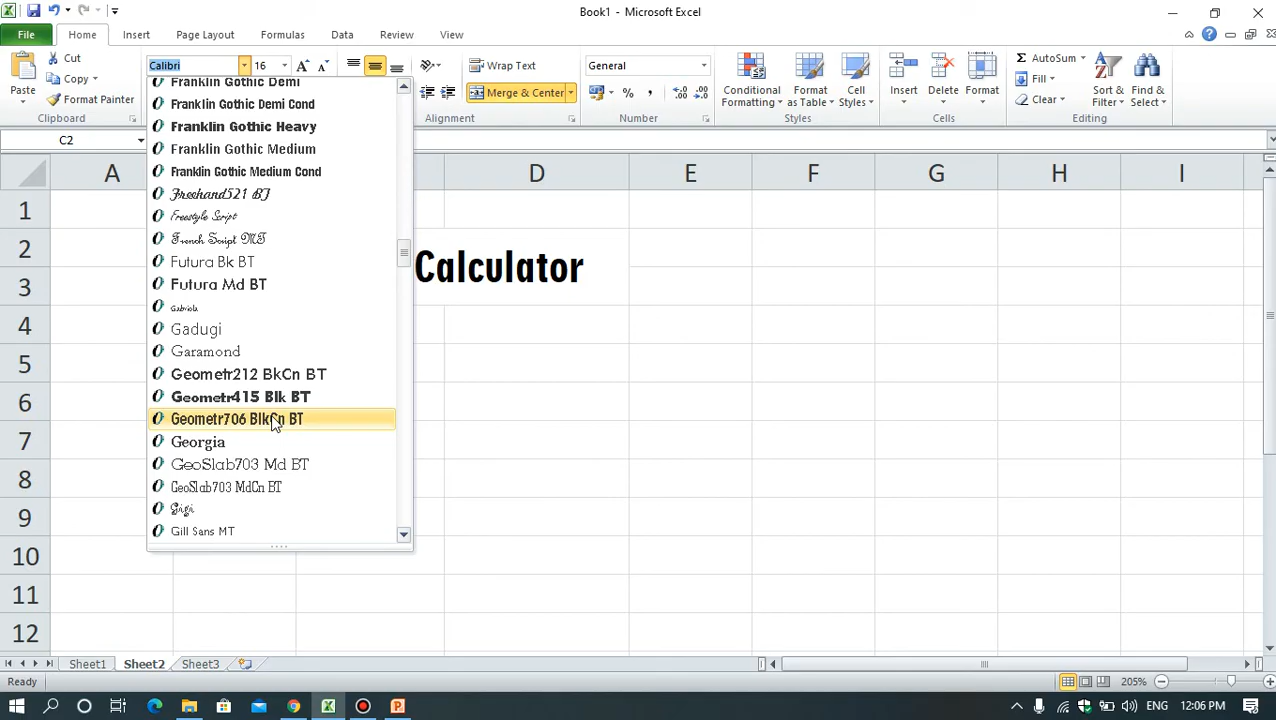 Book1 - Microsoft Excel
File Home Insert Page Layout Formulas Data Review View
Cut
Copy
Format Painter
Paste
Clipboard
Calibri 16
Wrap Text
Merge & Center
Alignment
General
Number
Conditional Formatting
Format as Table
Cell Styles
Styles
Insert Delete Format
Cells
AutoSum
Fill
Clear
Sort & Filter
Find & Select
Editing
C2
A D E F G H I
1
2
3
4
5
6
7
8
9
10
11
12
Calculator
Franklin Gothic Demi
Franklin Gothic Demi Cond
Franklin Gothic Heavy
Franklin Gothic Medium
Franklin Gothic Medium Cond
Freehand521 BT
Freestyle Script
French Script MT
Futura Bk BT
Futura Md BT
Gabriola
Gadugi
Garamond
Geometr212 BkCn BT
Geometr415 Blk BT
Geometr706 BlkCn BT
Georgia
GeoSlab703 Md BT
GeoSlab703 MdCn BT
Gigi
Gill Sans MT
Sheet1 Sheet2 Sheet3
Ready
205%
ENG 12:06 PM